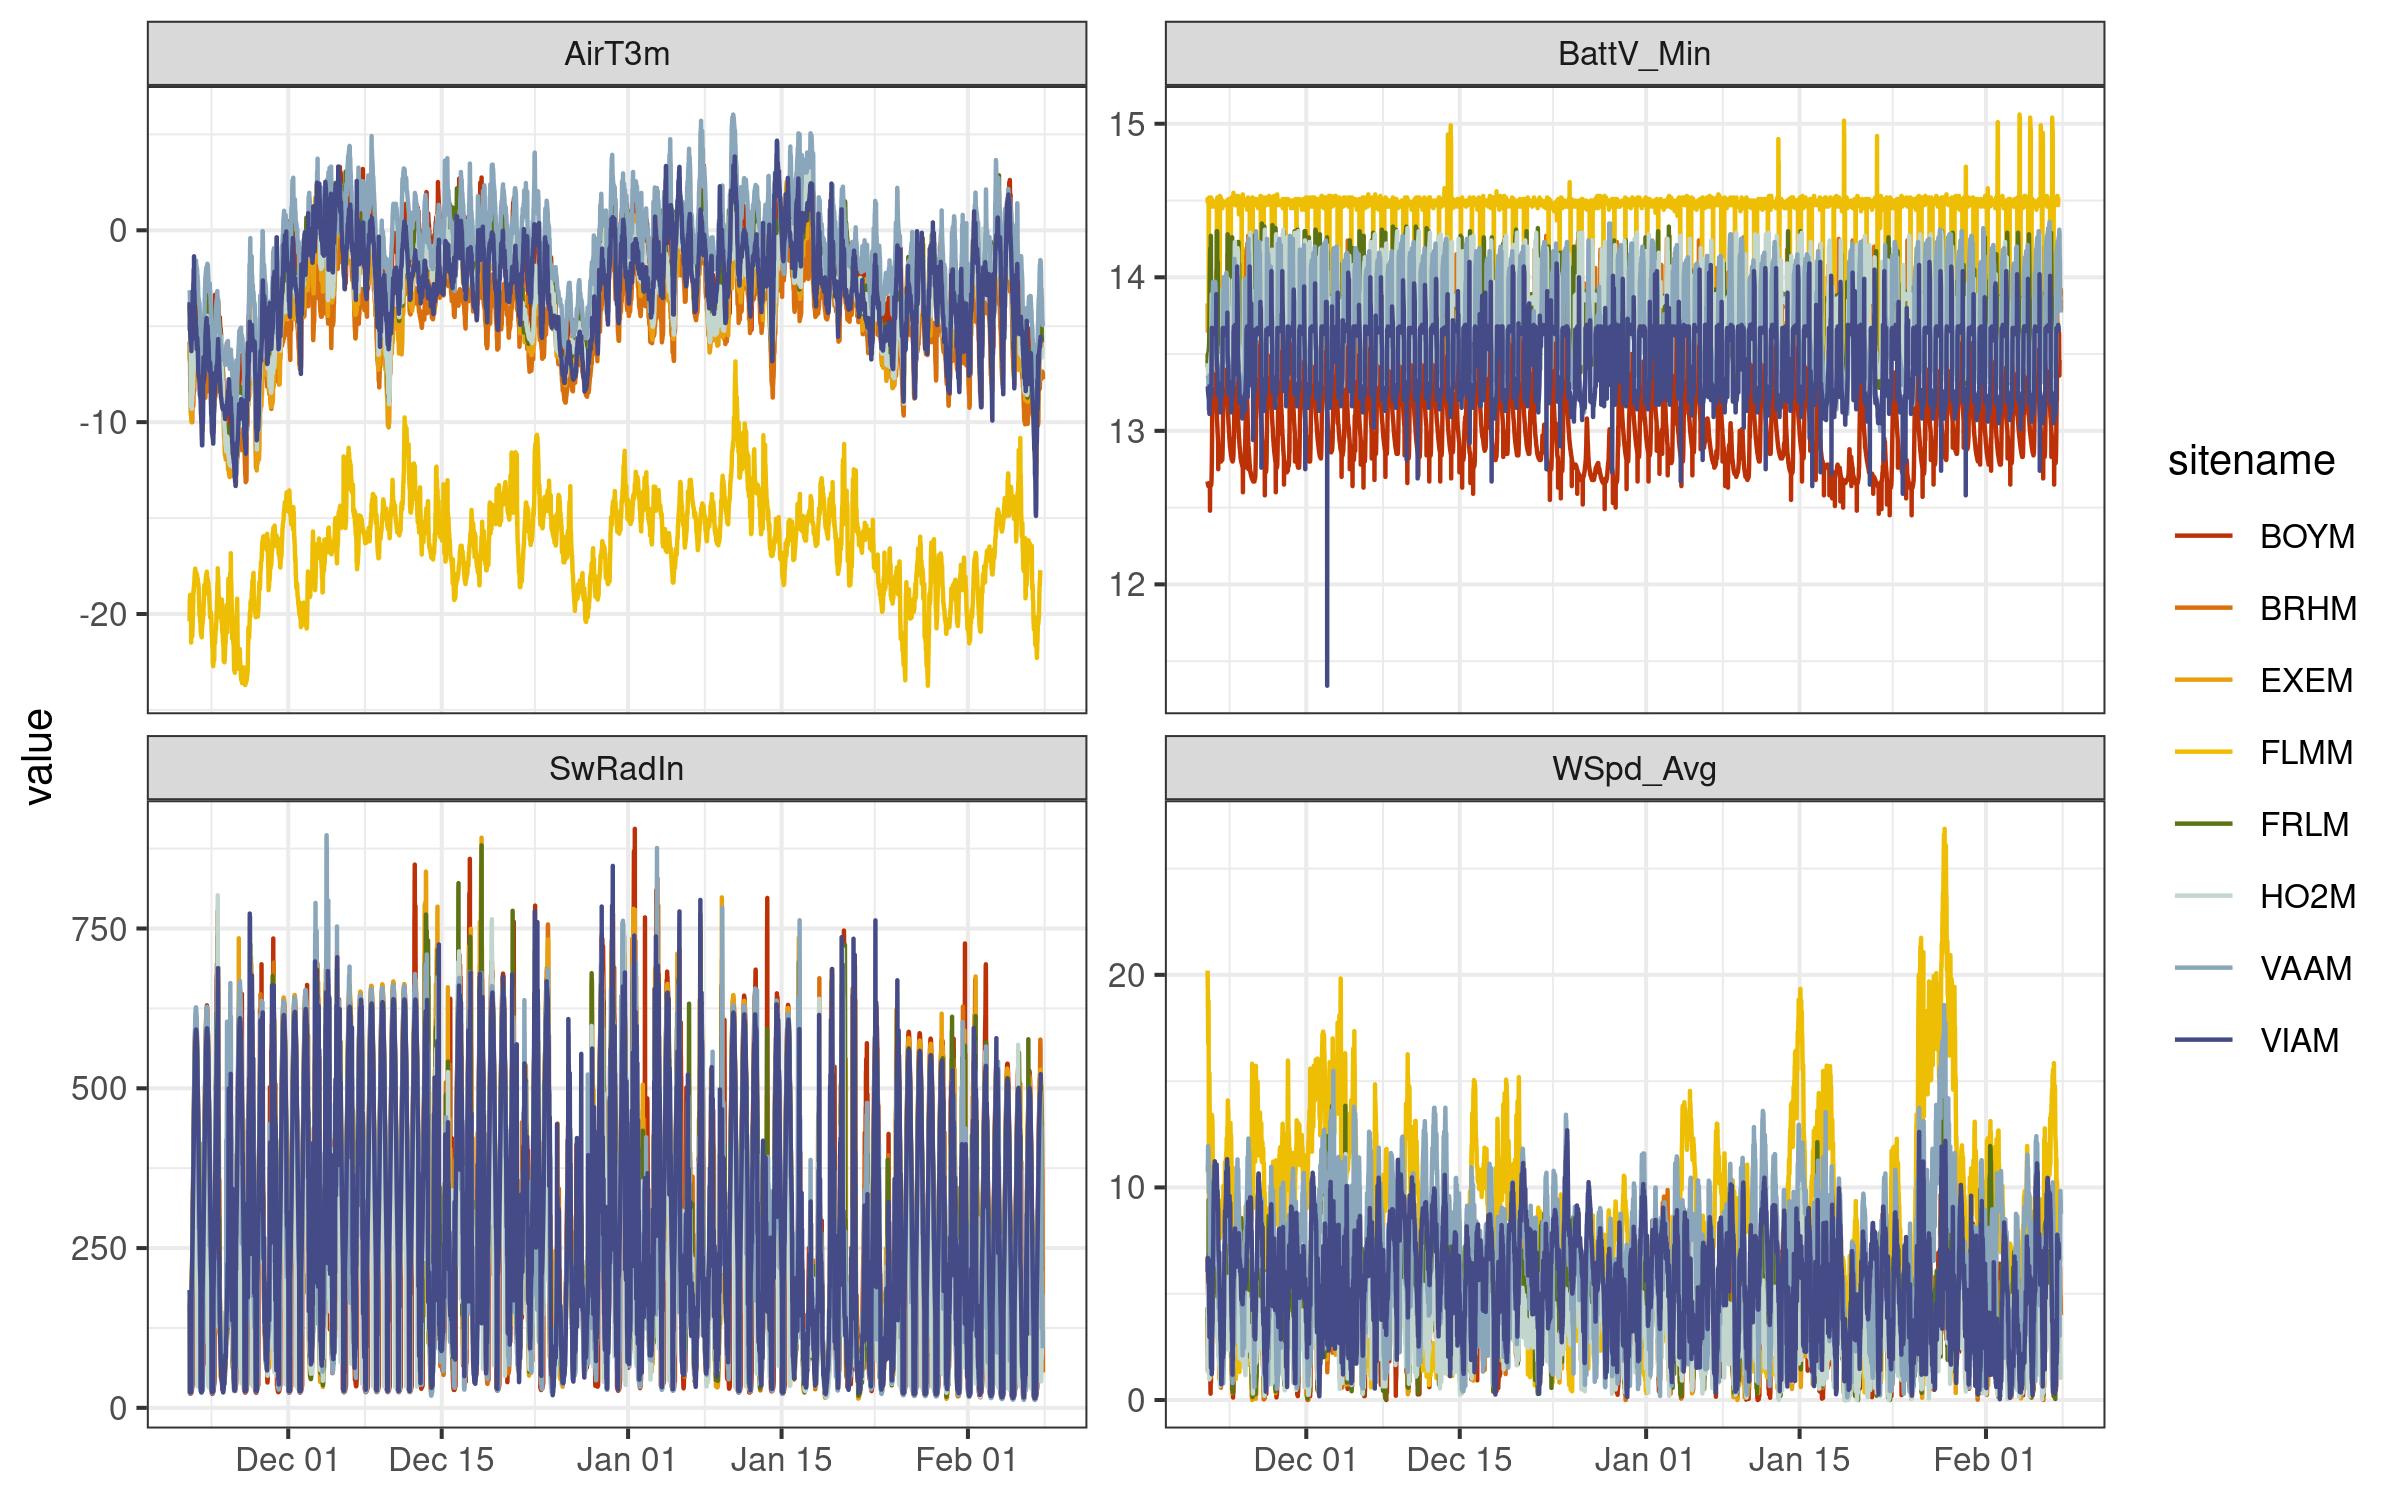 AirT3m
BattV_Min
0
-10
-20
15
14
13
12
value
SwRadIn
WSpd_Avg
750
500
250
0
20
10
0
Dec 01 Dec 15 Jan 01 Jan 15 Feb 01
Dec 01 Dec 15 Jan 01 Jan 15 Feb 01
sitename
BOYM
BRHM
EXEM
FLMM
FRLM
HO2M
VAAM
VIAM